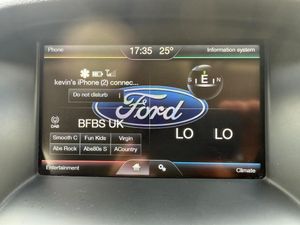 Phone 17:35 25° Information system
kevin's iPhone (2) connec...
S E N
Do not disturb
Ford
DAB BFBS UK
LO LO
Smooth C Fun Kids Virgin
Abs Rock Abs80s S ACountry
Entertainment Climate